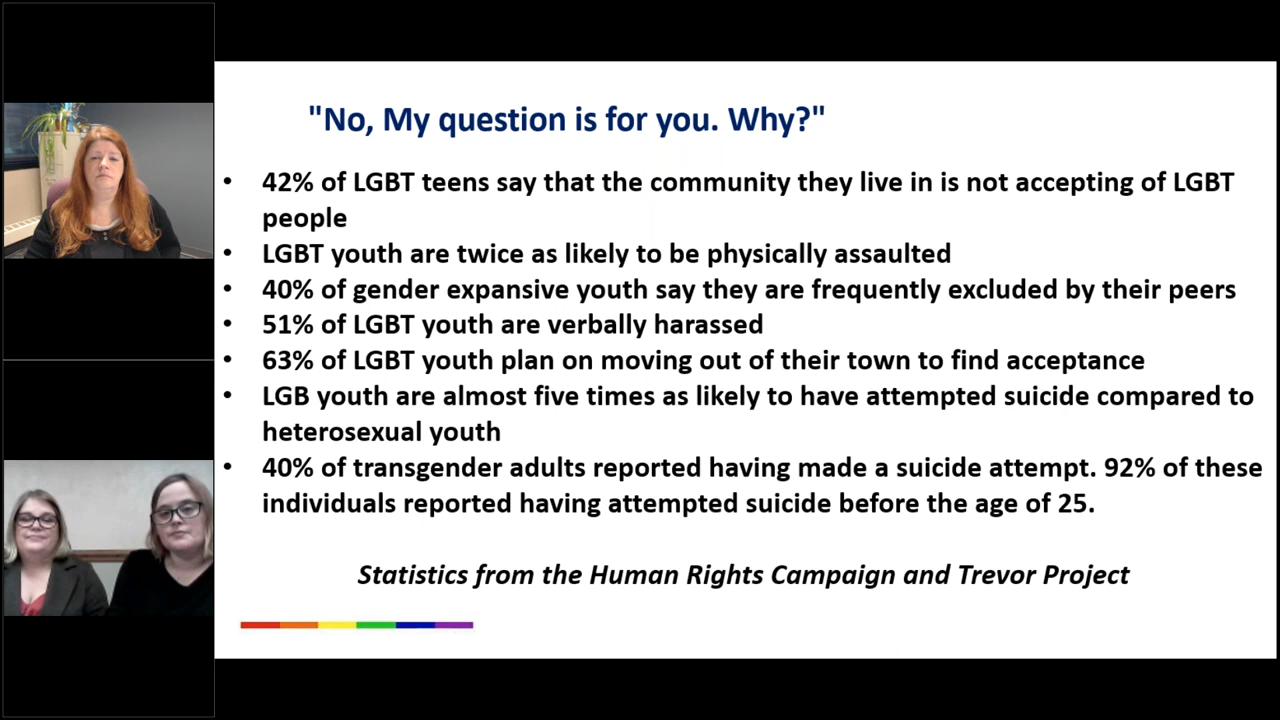 "No, My question is for you. Why?"
• 42% of LGBT teens say that the community they live in is not accepting of LGBT
people
• LGBT youth are twice as likely to be physically assaulted
• 40% of gender expansive youth say they are frequently excluded by their peers
• 51% of LGBT youth are verbally harassed
• 63% of LGBT youth plan on moving out of their town to find acceptance
• LGB youth are almost five times as likely to have attempted suicide compared to
heterosexual youth
• 40% of transgender adults reported having made a suicide attempt. 92% of these
individuals reported having attempted suicide before the age of 25.
Statistics from the Human Rights Campaign and Trevor Project